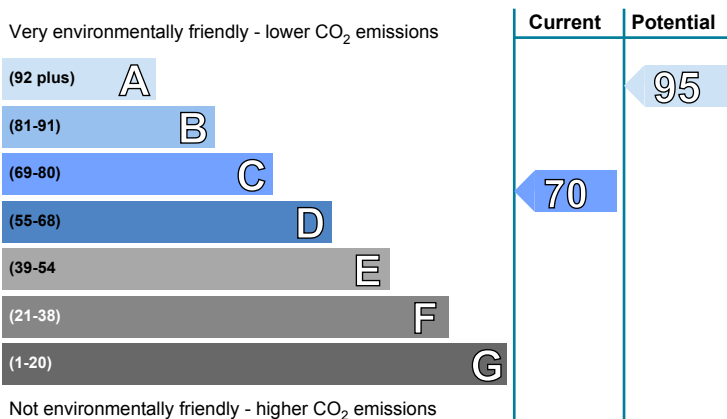 Current Potential
Very environmentally friendly - lower CO2 emissions
(92 plus) A
95
(81-91) B
(69-80) C
70
(55-68) D
(39-54 E
(21-38) F
(1-20) G
Not environmentally friendly - higher CO2 emissions